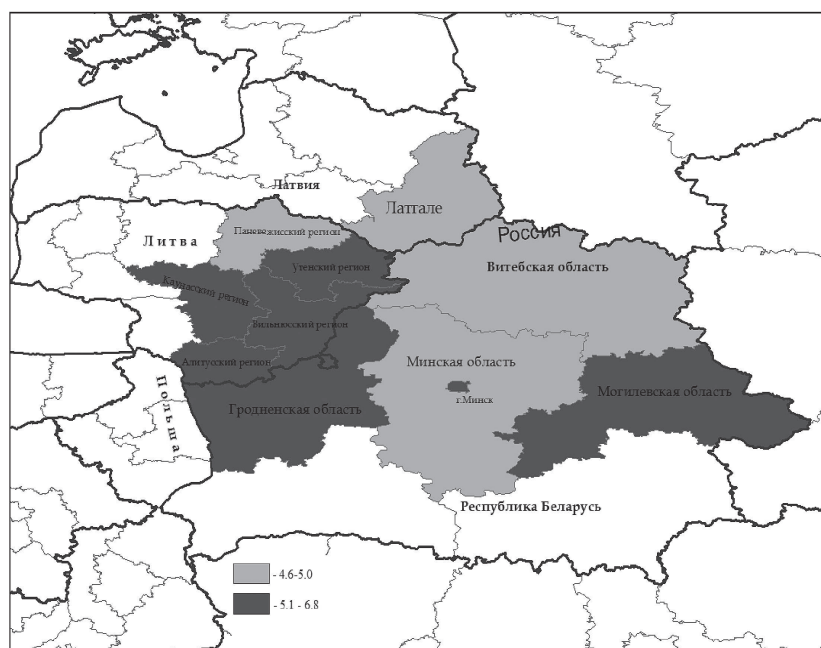 Латвия
Латгале
Литва
Паневежисский регион
Россия
Утенский регион
Витебская область
Каунасский регион
Вильнюсский регион
Алитусский регион
Минская область
г.Минск
Могилевская область
Гродненская область
Польша
Республика Беларусь
- 4.6-5.0
- 5.1 - 6.8